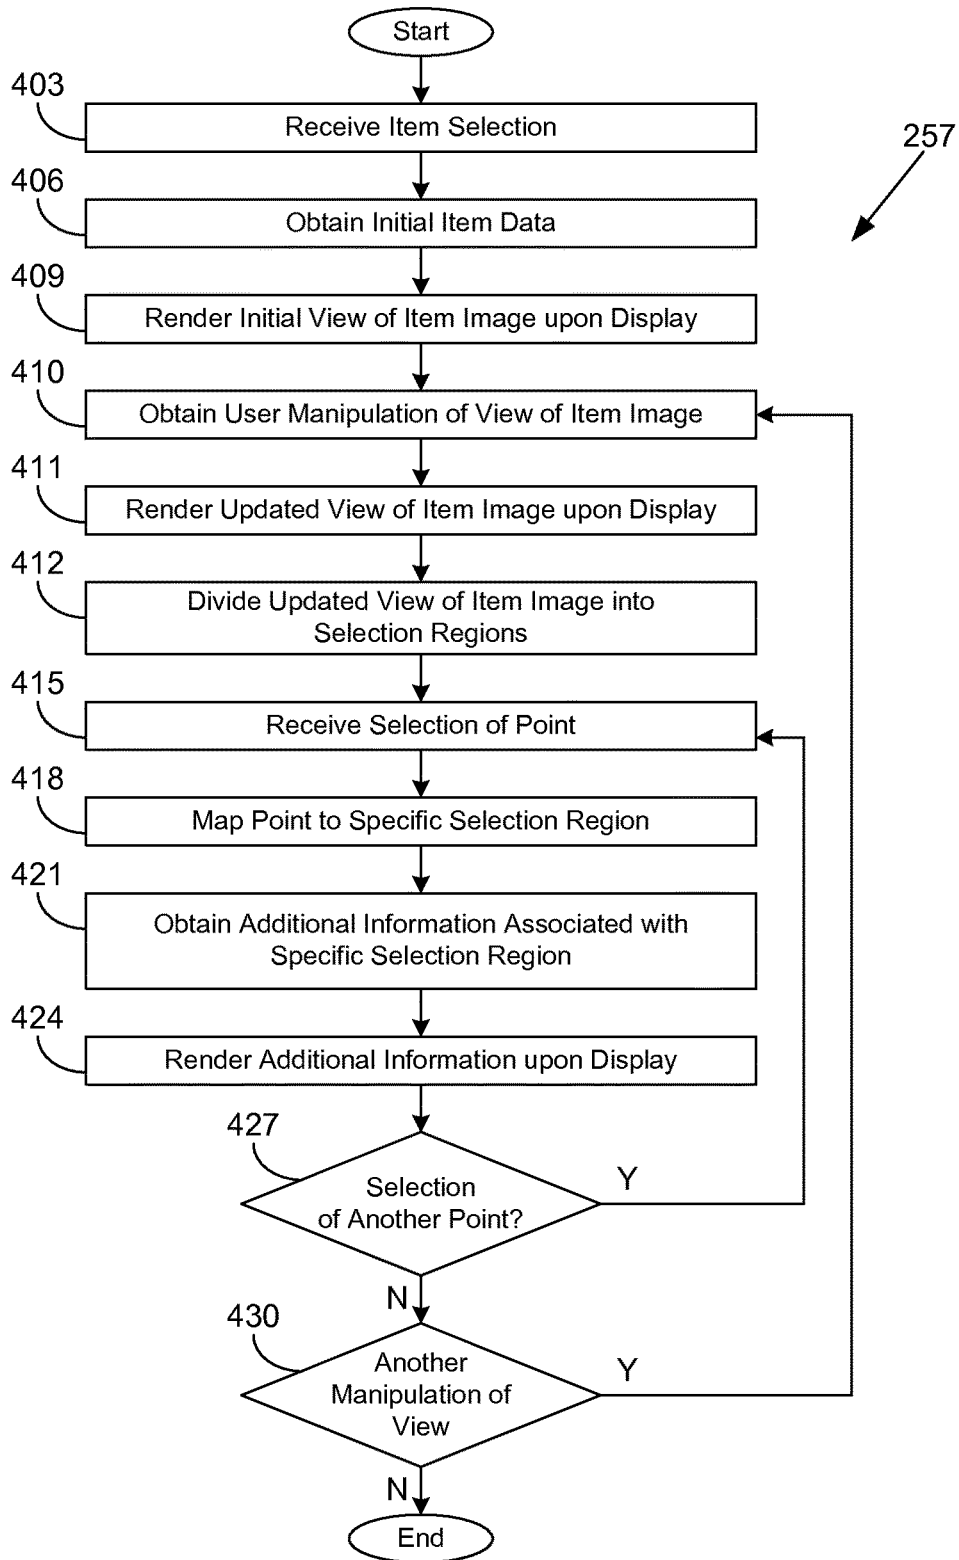 Start
403
Receive Item Selection
257
406
Obtain Initial Item Data
409
Render Initial View of Item Image upon Display
410
Obtain User Manipulation of View of Item Image
411
Render Updated View of Item Image upon Display
412
Divide Updated View of Item Image into
Selection Regions
415
Receive Selection of Point
418
Map Point to Specific Selection Region
421
Obtain Additional Information Associated with
Specific Selection Region
424
Render Additional Information upon Display
427
Selection
of Another Point?
Y
N
430
Another
Manipulation of
View
Y
N
End